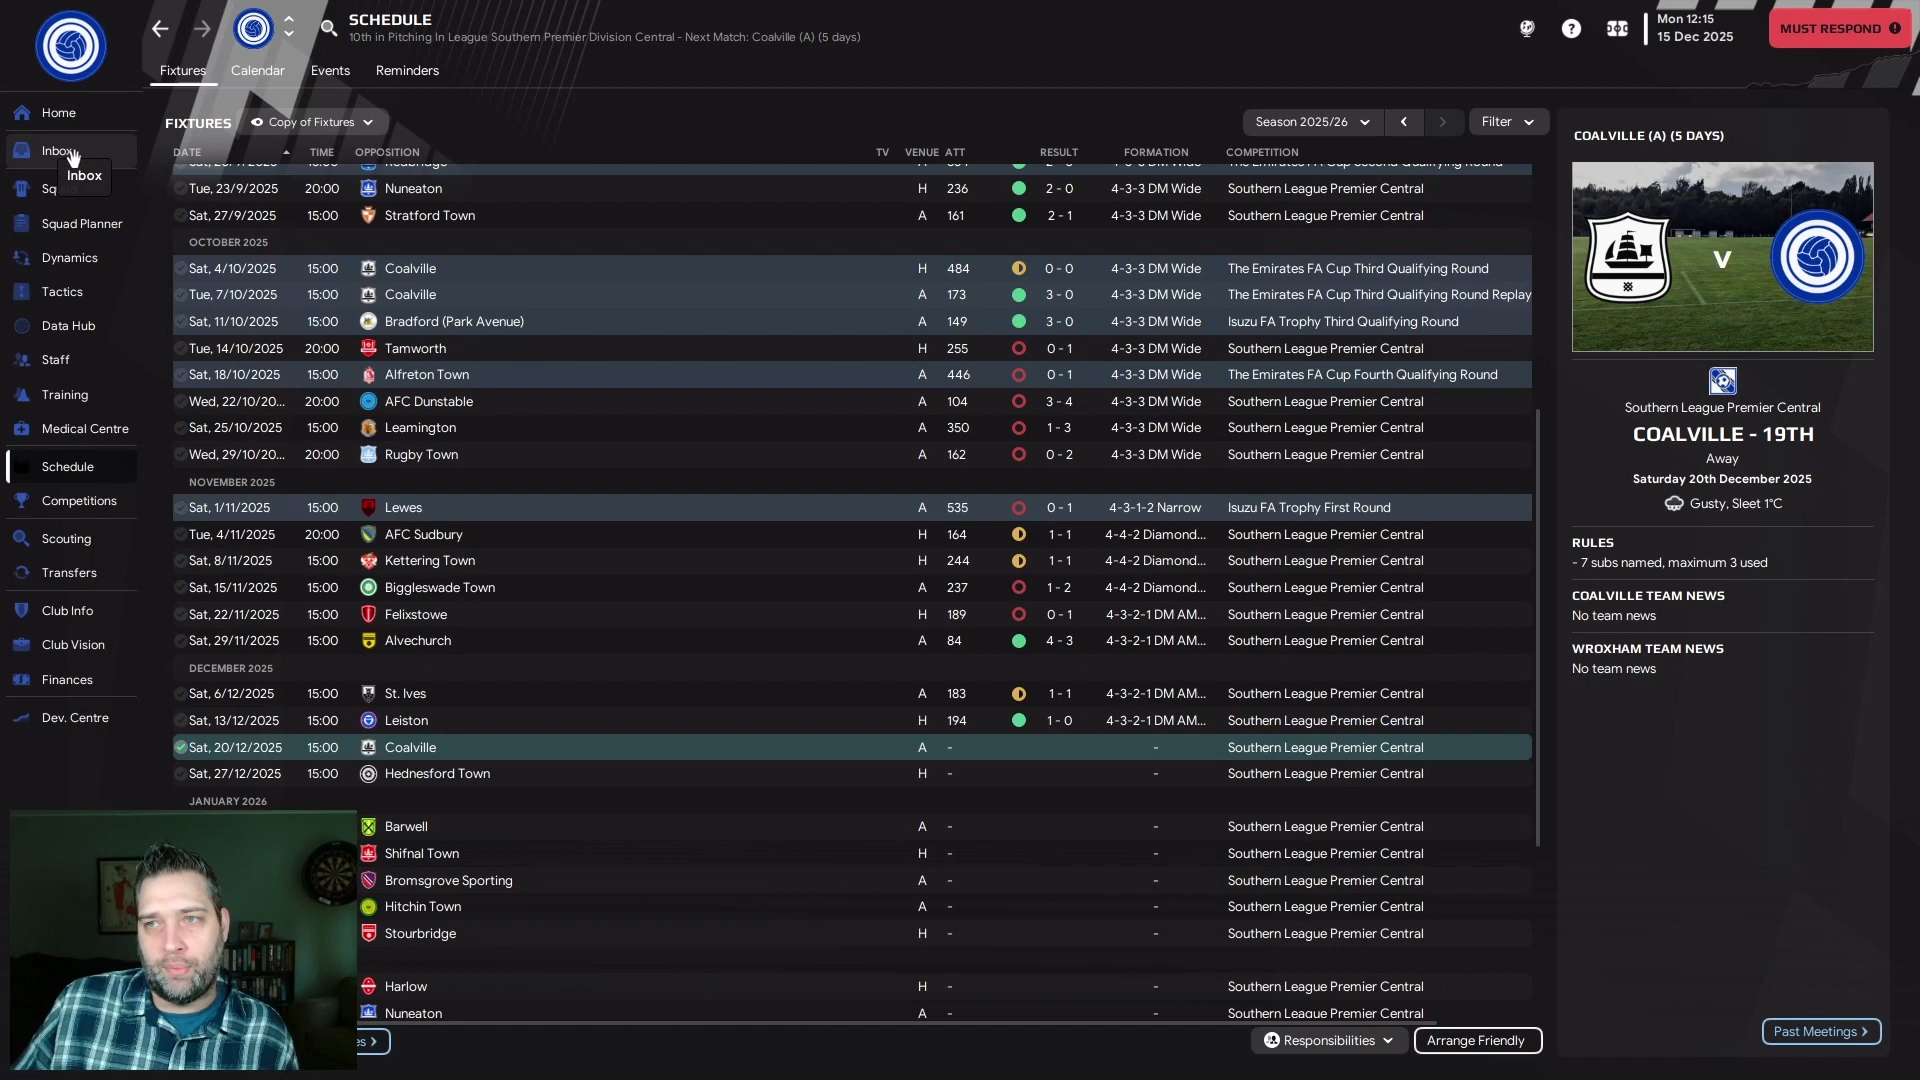 SCHEDULE
10th in Pitching In League Southern Premier Division Central - Next Match: Coalville (A) (5 days)
Mon 12:15
15 Dec 2025
MUST RESPOND
Fixtures Calendar Events Reminders
Home
Inbox
Inbox
Squad Planner
Dynamics
Tactics
Data Hub
Staff
Training
Medical Centre
Schedule
Competitions
Scouting
Transfers
Club Info
Club Vision
Finances
Dev. Centre
FIXTURES Copy of Fixtures Season 2025/26 Filter
DATE TIME OPPOSITION TV VENUE ATT RESULT FORMATION COMPETITION
Tue, 23/9/2025 20:00 Nuneaton H 236 2 - 0 4-3-3 DM Wide Southern League Premier Central
Sat, 27/9/2025 15:00 Stratford Town A 161 2 - 1 4-3-3 DM Wide Southern League Premier Central
OCTOBER 2025
Sat, 4/10/2025 15:00 Coalville H 484 0 - 0 4-3-3 DM Wide The Emirates FA Cup Third Qualifying Round
Tue, 7/10/2025 15:00 Coalville A 173 3 - 0 4-3-3 DM Wide The Emirates FA Cup Third Qualifying Round Replay
Sat, 11/10/2025 15:00 Bradford (Park Avenue) A 149 3 - 0 4-3-3 DM Wide Isuzu FA Trophy Third Qualifying Round
Tue, 14/10/2025 20:00 Tamworth H 255 0 - 1 4-3-3 DM Wide Southern League Premier Central
Sat, 18/10/2025 15:00 Alfreton Town A 446 0 - 1 4-3-3 DM Wide The Emirates FA Cup Fourth Qualifying Round
Wed, 22/10/20... 20:00 AFC Dunstable A 104 3 - 4 4-3-3 DM Wide Southern League Premier Central
Sat, 25/10/2025 15:00 Leamington A 350 1 - 3 4-3-3 DM Wide Southern League Premier Central
Wed, 29/10/20... 20:00 Rugby Town A 162 0 - 2 4-3-3 DM Wide Southern League Premier Central
NOVEMBER 2025
Sat, 1/11/2025 15:00 Lewes A 535 0 - 1 4-3-1-2 Narrow Isuzu FA Trophy First Round
Tue, 4/11/2025 20:00 AFC Sudbury H 164 1 - 1 4-4-2 Diamond... Southern League Premier Central
Sat, 8/11/2025 15:00 Kettering Town H 244 1 - 1 4-4-2 Diamond... Southern League Premier Central
Sat, 15/11/2025 15:00 Biggleswade Town A 237 1 - 2 4-4-2 Diamond... Southern League Premier Central
Sat, 22/11/2025 15:00 Felixstowe H 189 0 - 1 4-3-2-1 DM AM... Southern League Premier Central
Sat, 29/11/2025 15:00 Alvechurch A 84 4 - 3 4-3-2-1 DM AM... Southern League Premier Central
DECEMBER 2025
Sat, 6/12/2025 15:00 St. Ives A 183 1 - 1 4-3-2-1 DM AM... Southern League Premier Central
Sat, 13/12/2025 15:00 Leiston H 194 1 - 0 4-3-2-1 DM AM... Southern League Premier Central
Sat, 20/12/2025 15:00 Coalville A - - Southern League Premier Central
Sat, 27/12/2025 15:00 Hednesford Town H - - Southern League Premier Central
JANUARY 2026
Barwell A - - Southern League Premier Central
Shifnal Town H - - Southern League Premier Central
Bromsgrove Sporting A - - Southern League Premier Central
Hitchin Town A - - Southern League Premier Central
Stourbridge H - - Southern League Premier Central
Harlow H - - Southern League Premier Central
Nuneaton A - - Southern League Premier Central
Responsibilities Arrange Friendly
COALVILLE (A) (5 DAYS)
V
Southern League Premier Central
COALVILLE - 19TH
Away
Saturday 20th December 2025
Gusty, Sleet 1°C
RULES
- 7 subs named, maximum 3 used
COALVILLE TEAM NEWS
No team news
WROXHAM TEAM NEWS
No team news
Past Meetings